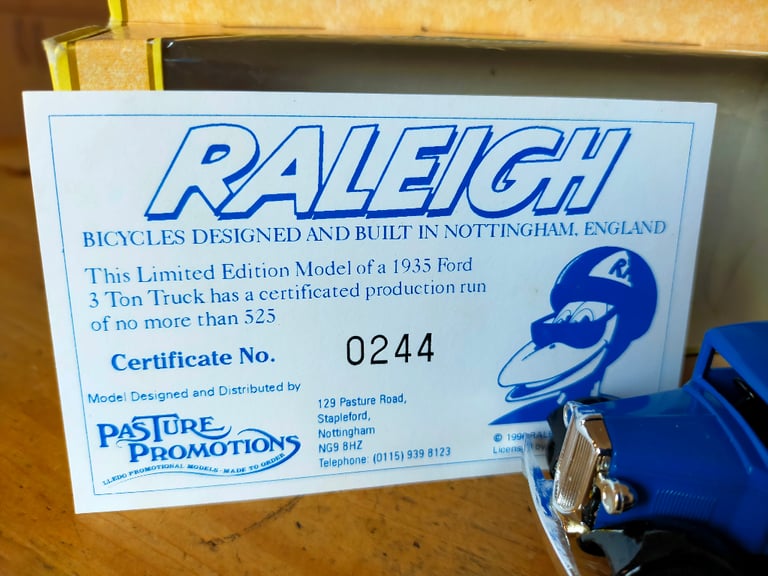 RALEIGH
BICYCLES DESIGNED AND BUILT IN NOTTINGHAM, ENGLAND
This Limited Edition Model of a 1935 Ford
3 Ton Truck has a certificated production run
of no more than 525
Certificate No. 0244
Model Designed and Distributed by
PASTURE
PROMOTIONS
LLEDO PROMOTIONAL MODELS - MADE TO ORDER
129 Pasture Road,
Stapleford,
Nottingham
NG9 8HZ
Telephone: (0115) 939 8123
©